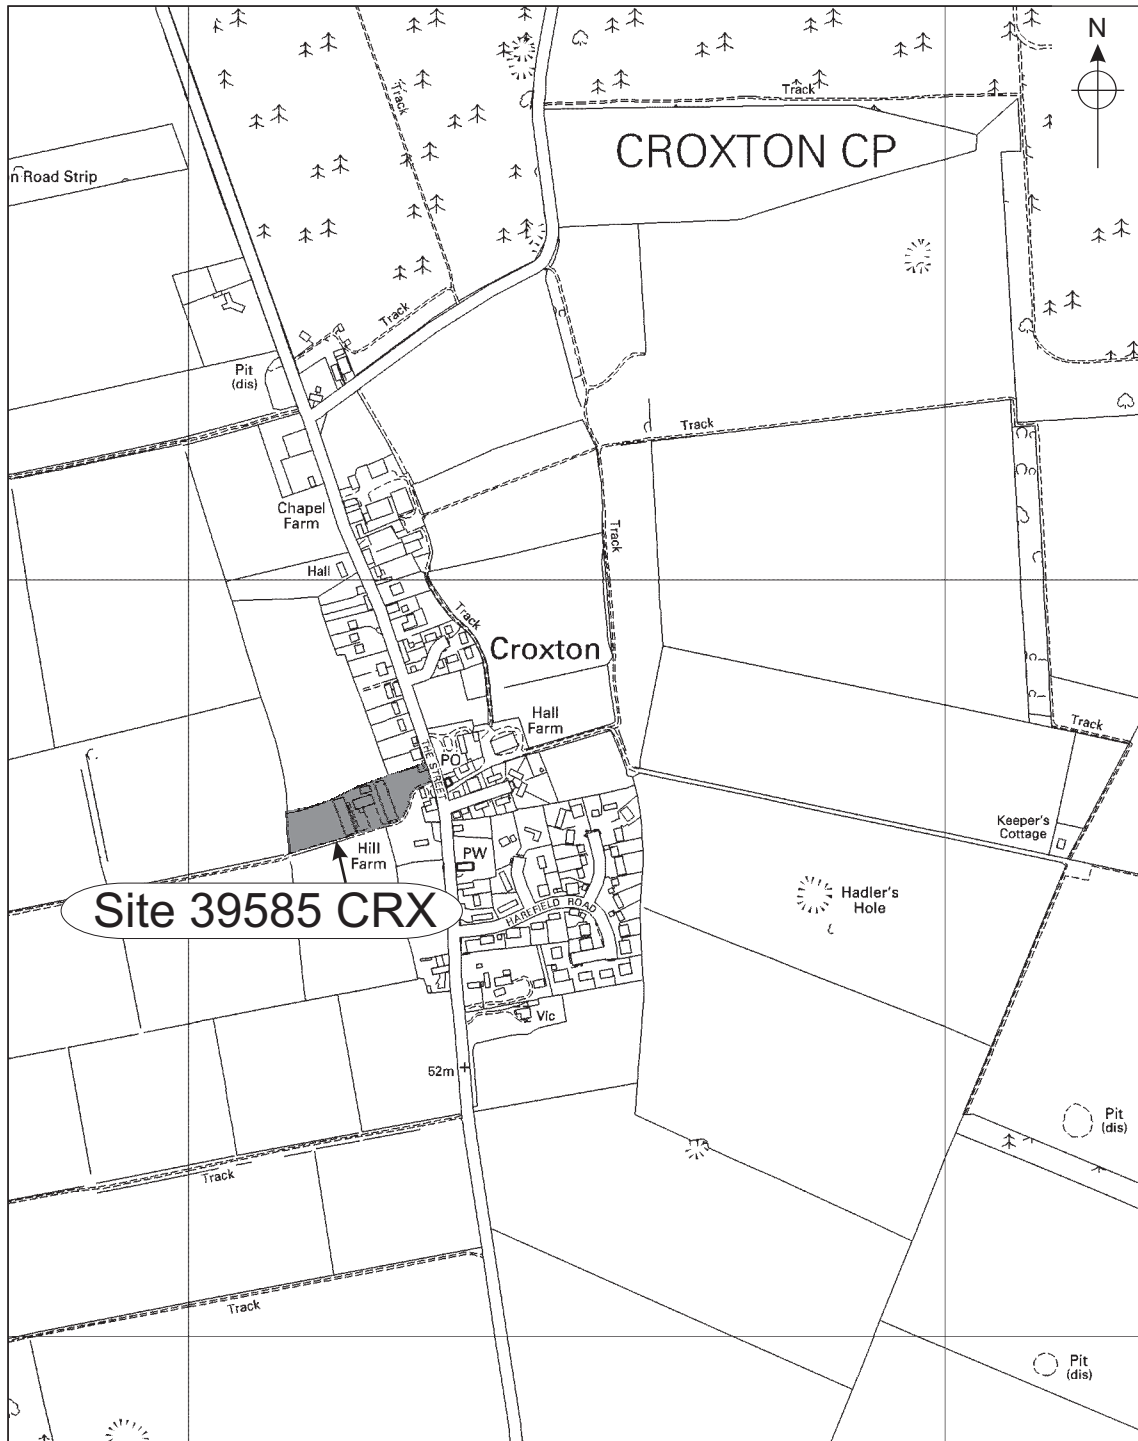 N
Track
Track
CROXTON CP
n Road Strip
Track
Pit
(dis)
Track
Chapel
Farm
Track
Hall
Track
Croxton
Hall
Farm
Track
THE STREET
PO
Keeper's
Cottage
Hill
Farm
PW
Hadler's
Hole
Site 39585 CRX
HAREFIELD ROAD
Vic
52m
Pit
(dis)
Track
Track
Pit
(dis)